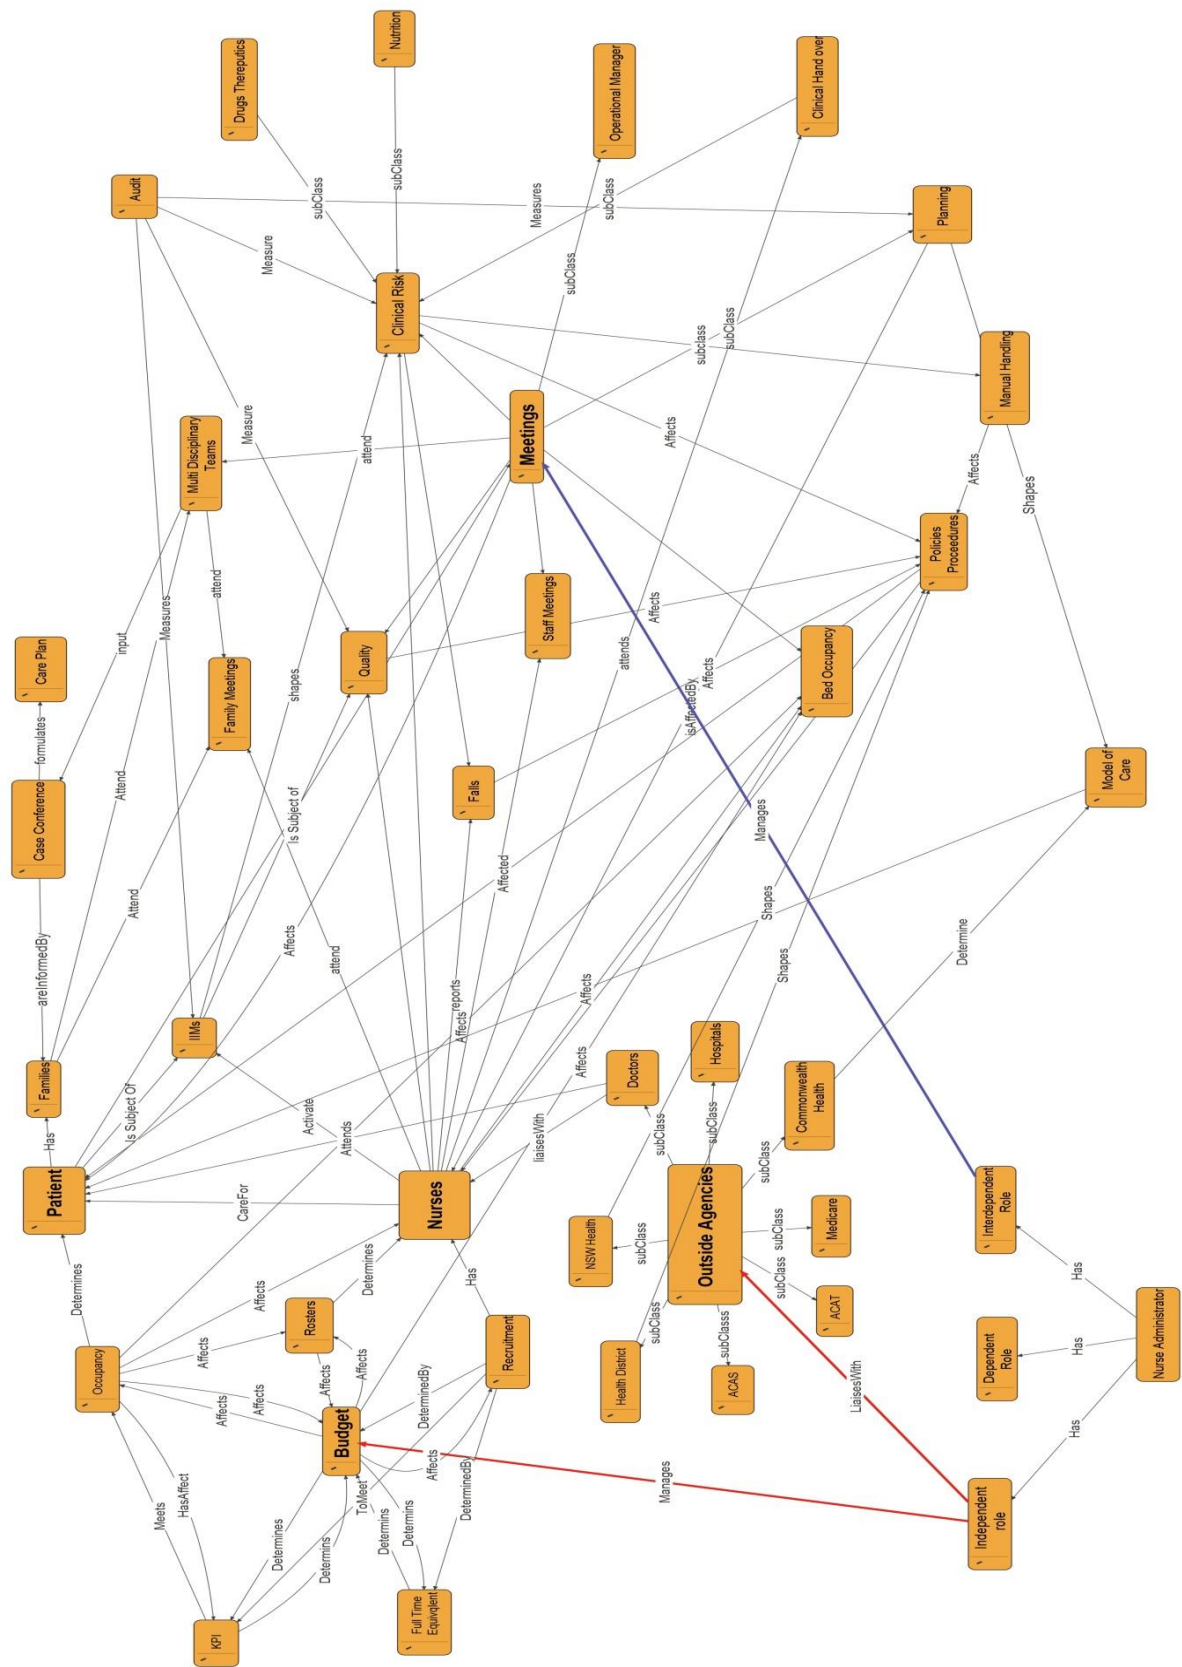 Nutrition
Drugs Thereputics
Operational Manager
Clinical Hand over
Audit
subClass
subClass
Measures
subClass
Planning
Measure
Clinical Risk
subClass
subClass
subclass
Manual Handling
Meetings
Multi Disciplinary
Teams
Measure
attend
Affects
Affects
Shapes
Policies
Proceedures
Input
attend
Measures
Care Plan
formulates
Case Conference
Family Meetings
shapes
Quality
Staff Meetings
Affects
attends
Bed Occupancy
isAffectedBy
Affects
Attend
Attend
Is Subject of
Falls
Affected
Manages
Model of
Care
areInformedBy
Affects
attend
reports
Affects
Affects
Shapes
Shapes
Determine
Families
IIMs
Has
Is Subject Of
Activate
Attends
liaisesWith
Affects
Doctors
Hospitals
Commonwealth
Health
subClass
subClass
subClass
Patient
CareFor
Nurses
Outside Agencies
NSW Health
subClass
subClass
Medicare
Interdependent
Role
Determines
Affects
Determines
Has
subClass
ACAT
Has
Occupancy
Rosters
Affects
Affects
Affects
Recruitment
Health District
subClass
subClasss
ACAS
Dependent
Role
Has
Nurse Administrator
Affects
Affects
Budget
DeterminedBy
Affects
LiaisesWith
Has
Meets
HasAffect
Determines
Determins
ToMeet
Determins
Determins
DeterminedBy
Manages
Independent
role
KPI
Full Time
Equivqlent